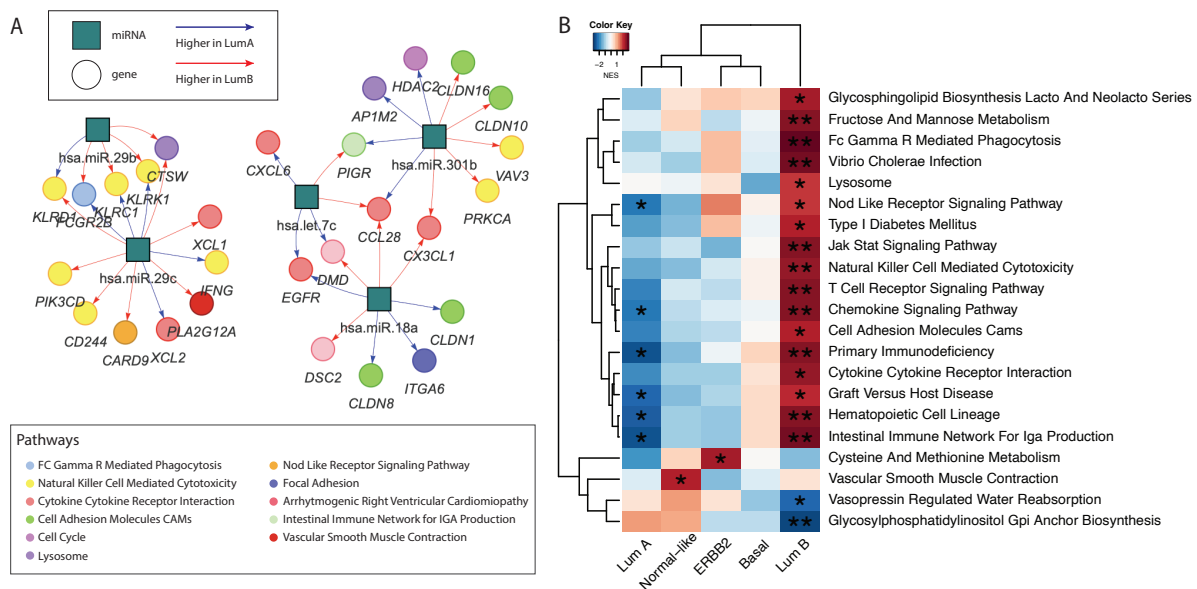 A
miRNA
gene
Higher in LumA
Higher in LumB
hsa.miR.29b
CTSW
KLRK1
KLRC1
KLRD1
FCGR2B
XCL1
hsa.miR.29c
IFNG
PIK3CD
PLA2G12A
CD244
CARD9
XCL2
HDAC2
CLDN16
AP1M2
CLDN10
hsa.miR.301b
CXCL6
PIGR
VAV3
PRKCA
hsa.let.7c
CCL28
CX3CL1
DMD
EGFR
hsa.miR.18a
CLDN1
DSC2
ITGA6
CLDN8
Pathways
FC Gamma R Mediated Phagocytosis
Natural Killer Cell Mediated Cytotoxicity
Cytokine Cytokine Receptor Interaction
Cell Adhesion Molecules CAMs
Cell Cycle
Lysosome
Nod Like Receptor Signaling Pathway
Focal Adhesion
Arrhytmogenic Right Ventricular Cardiomiopathy
Intestinal Immune Network for IGA Production
Vascular Smooth Muscle Contraction
B
Color Key
-2 1
NES
* Glycosphingolipid Biosynthesis Lacto And Neolacto Series
** Fructose And Mannose Metabolism
** Fc Gamma R Mediated Phagocytosis
** Vibrio Cholerae Infection
* Lysosome
* * Nod Like Receptor Signaling Pathway
* Type I Diabetes Mellitus
** Jak Stat Signaling Pathway
** Natural Killer Cell Mediated Cytotoxicity
** T Cell Receptor Signaling Pathway
* ** Chemokine Signaling Pathway
* Cell Adhesion Molecules Cams
* ** Primary Immunodeficiency
* Cytokine Cytokine Receptor Interaction
* * Graft Versus Host Disease
* ** Hematopoietic Cell Lineage
* ** Intestinal Immune Network For Iga Production
* Cysteine And Methionine Metabolism
* Vascular Smooth Muscle Contraction
* Vasopressin Regulated Water Reabsorption
** Glycosylphosphatidylinositol Gpi Anchor Biosynthesis
Lum A
Normal-like
ERBB2
Basal
Lum B